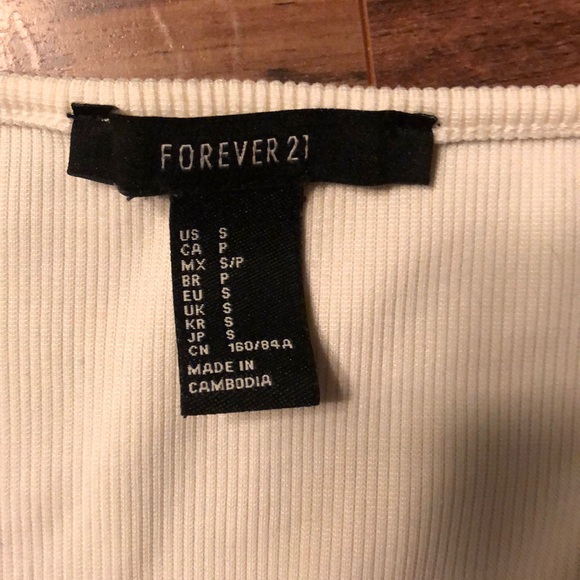 FOREVER 21
US S
CA P
MX S/P
BR P
EU S
UK S
KR S
JP S
CN 160/84A
MADE IN
CAMBODIA